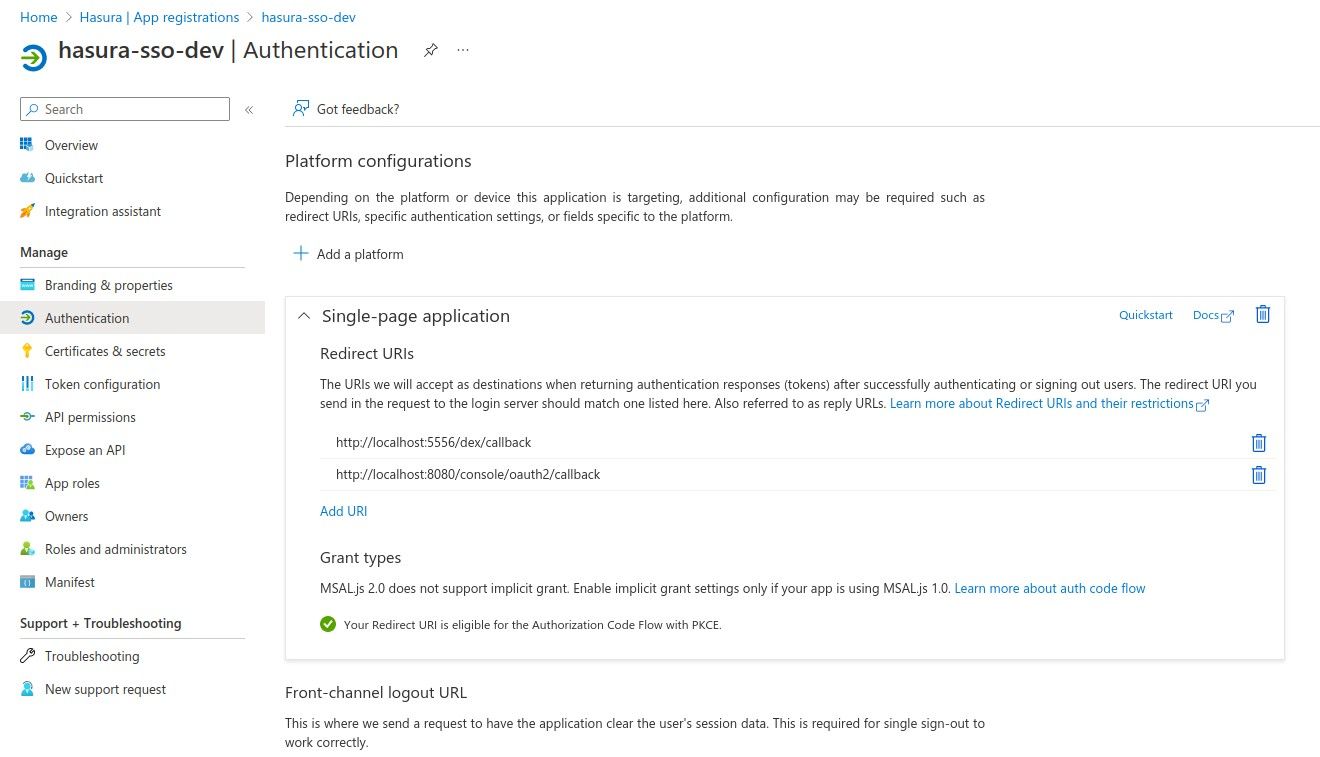 Home > Hasura | App registrations > hasura-sso-dev
hasura-sso-dev | Authentication ...
Search «
Overview
Quickstart
Integration assistant
Manage
Branding & properties
Authentication
Certificates & secrets
Token configuration
API permissions
Expose an API
App roles
Owners
Roles and administrators
Manifest
Support + Troubleshooting
Troubleshooting
New support request
Got feedback?
Platform configurations
Depending on the platform or device this application is targeting, additional configuration may be required such as
redirect URIs, specific authentication settings, or fields specific to the platform.
Add a platform
Single-page application Quickstart Docs
Redirect URIs
The URIs we will accept as destinations when returning authentication responses (tokens) after successfully authenticating or signing out users. The redirect URI you
send in the request to the login server should match one listed here. Also referred to as reply URLs. Learn more about Redirect URIs and their restrictions
http://localhost:5556/dex/callback
http://localhost:8080/console/oauth2/callback
Add URI
Grant types
MSAL.js 2.0 does not support implicit grant. Enable implicit grant settings only if your app is using MSAL.js 1.0. Learn more about auth code flow
Your Redirect URI is eligible for the Authorization Code Flow with PKCE.
Front-channel logout URL
This is where we send a request to have the application clear the user's session data. This is required for single sign-out to
work correctly.